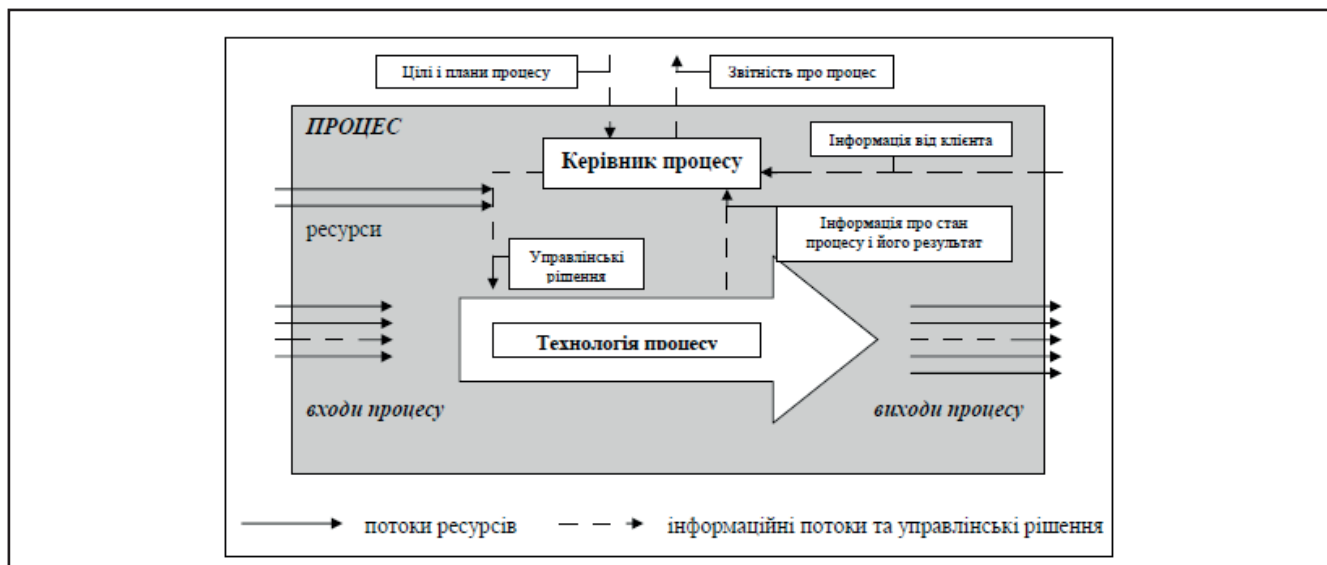 Цілі і плани процесу
Звітність про процес
ПРОЦЕС
Інформація від клієнта
Керівник процесу
ресурси
Інформація про стан
процесу і його результат
Управлінські
рішення
Технологія процесу
входи процесу
виходи процесу
потоки ресурсів
інформаційні потоки та управлінські рішення